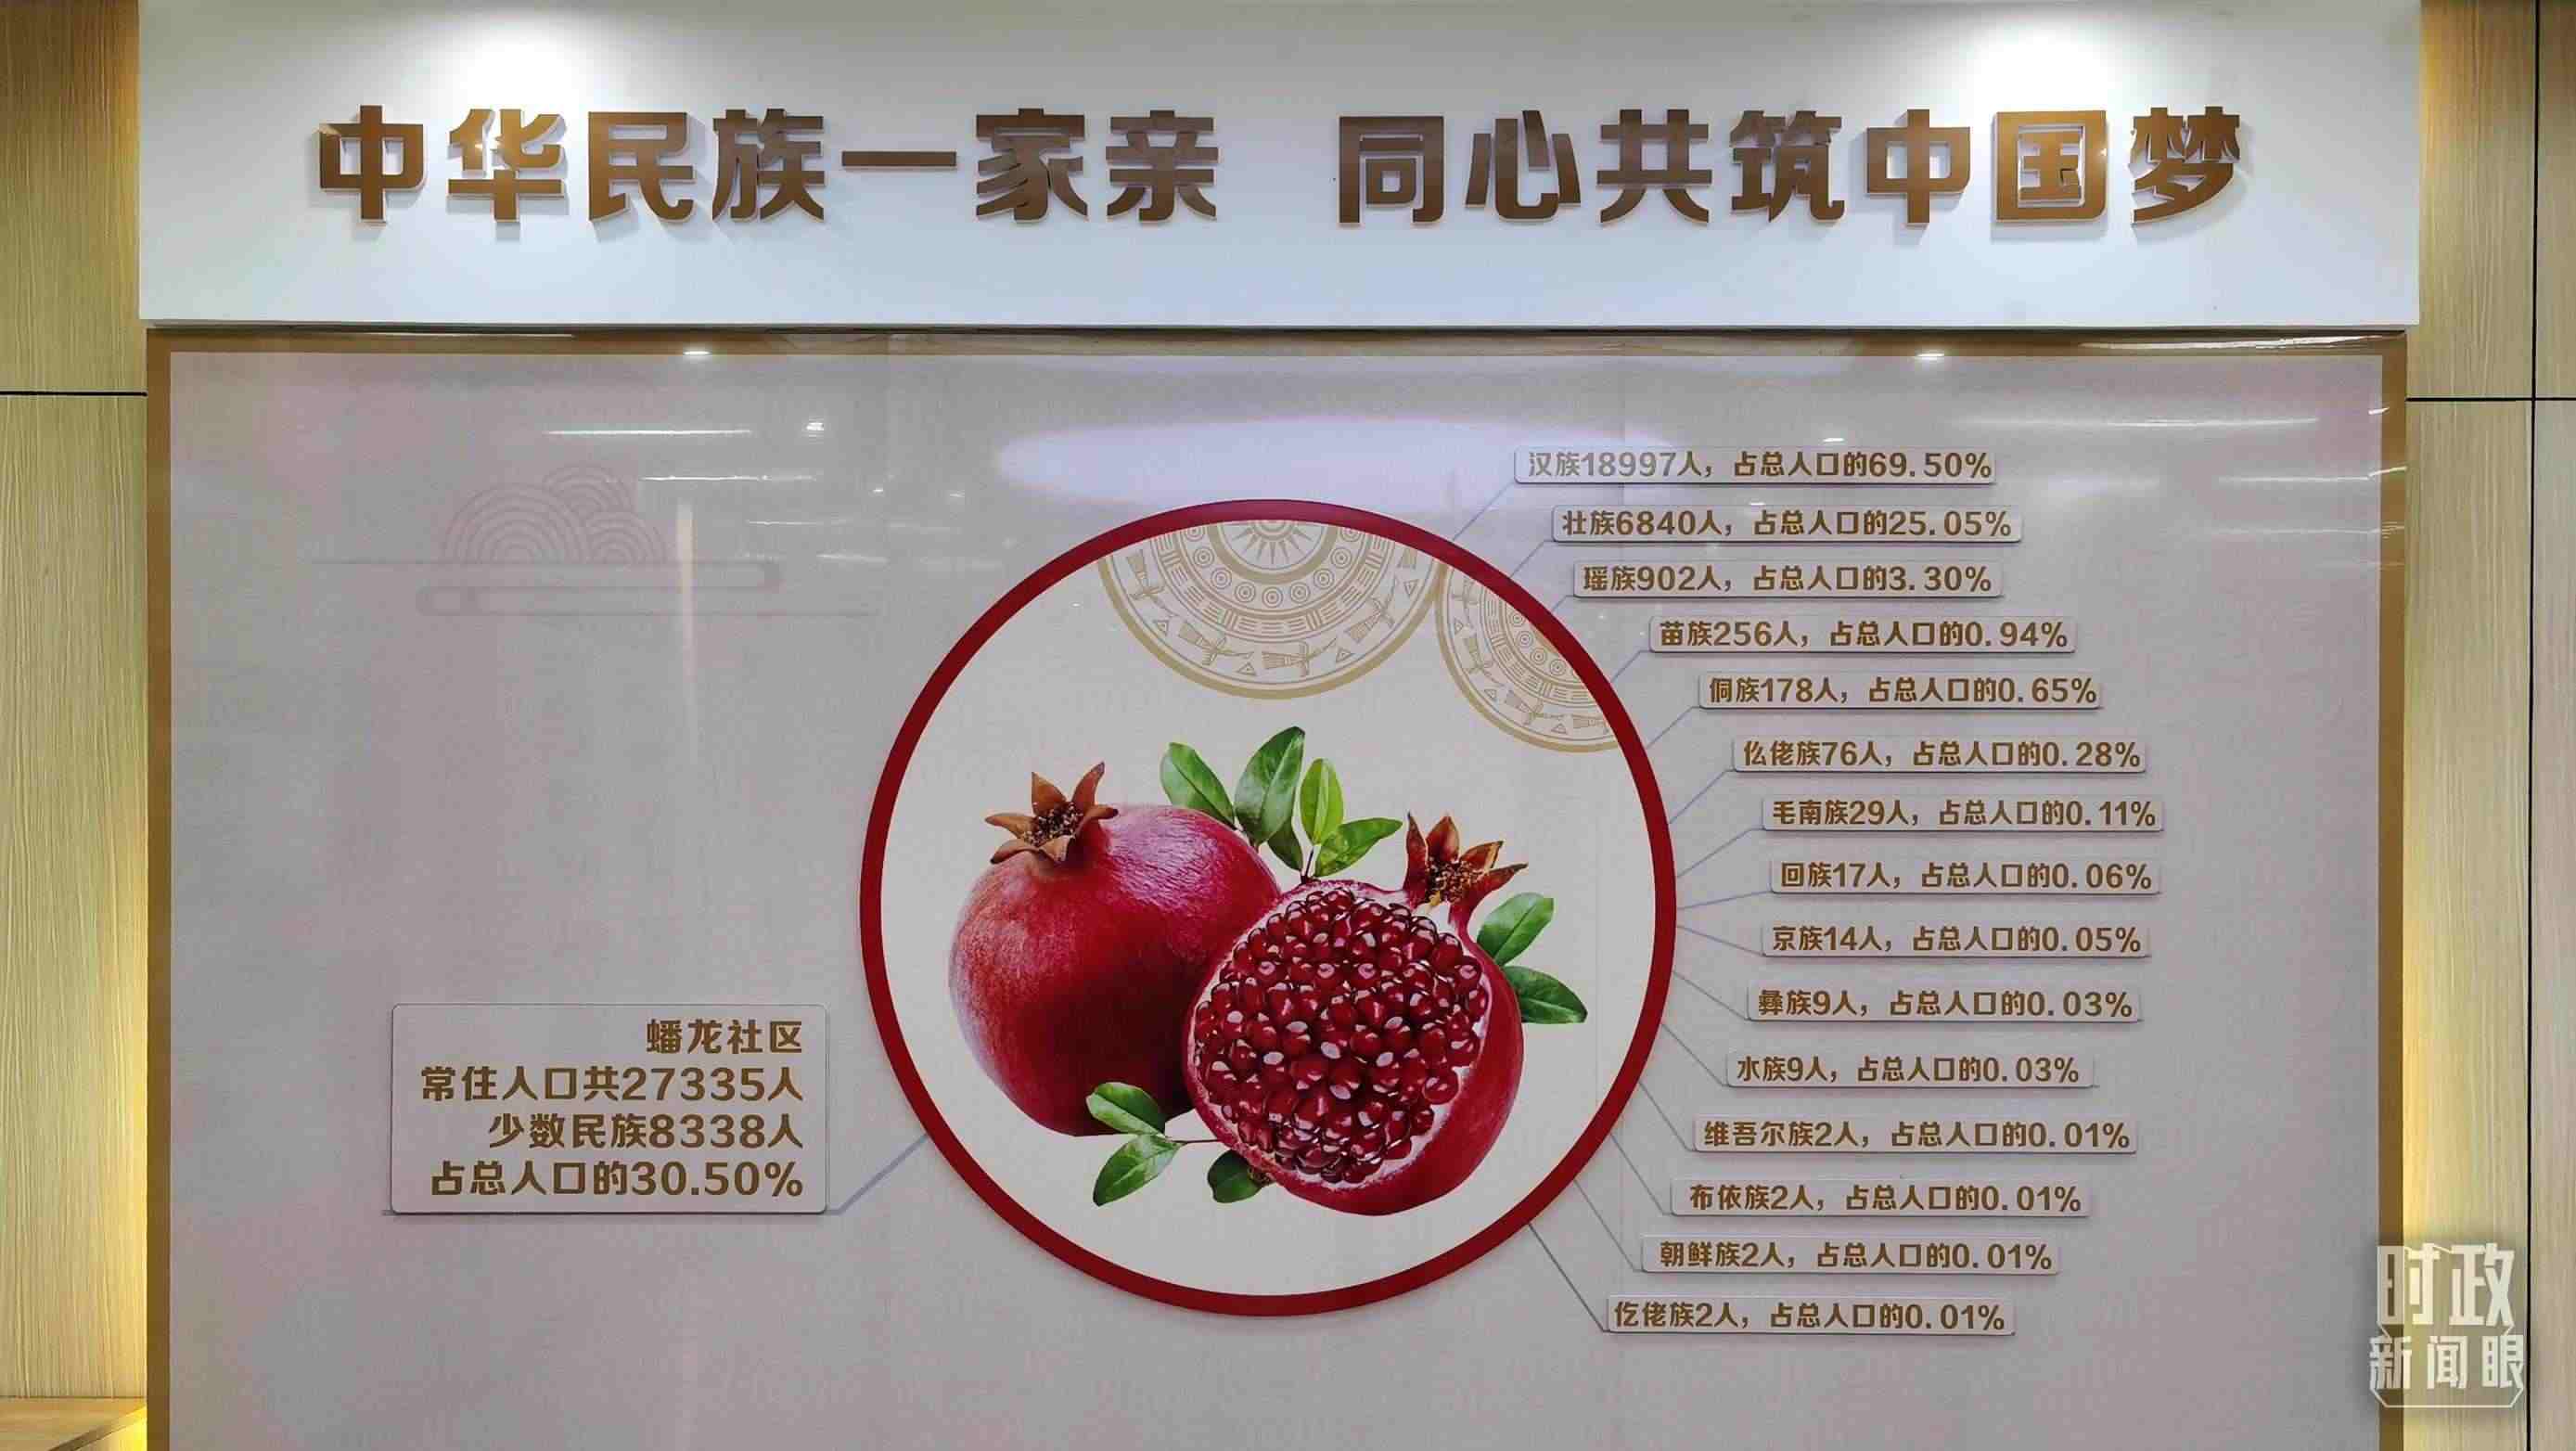 中华民族一家亲 同心共筑中国梦
汉族18997人，占总人口的69.50%
壮族6840人，占总人口的25.05%
瑶族902人，占总人口的3.30%
苗族256人，占总人口的0.94%
侗族178人，占总人口的0.65%
仫佬族76人，占总人口的0.28%
毛南族29人，占总人口的0.11%
回族17人，占总人口的0.06%
京族14人，占总人口的0.05%
彝族9人，占总人口的0.03%
水族9人，占总人口的0.03%
维吾尔族2人，占总人口的0.01%
布依族2人，占总人口的0.01%
朝鲜族2人，占总人口的0.01%
仡佬族2人，占总人口的0.01%
蟠龙社区
常住人口共27335人
少数民族8338人
占总人口的30.50%
时政
新闻眼